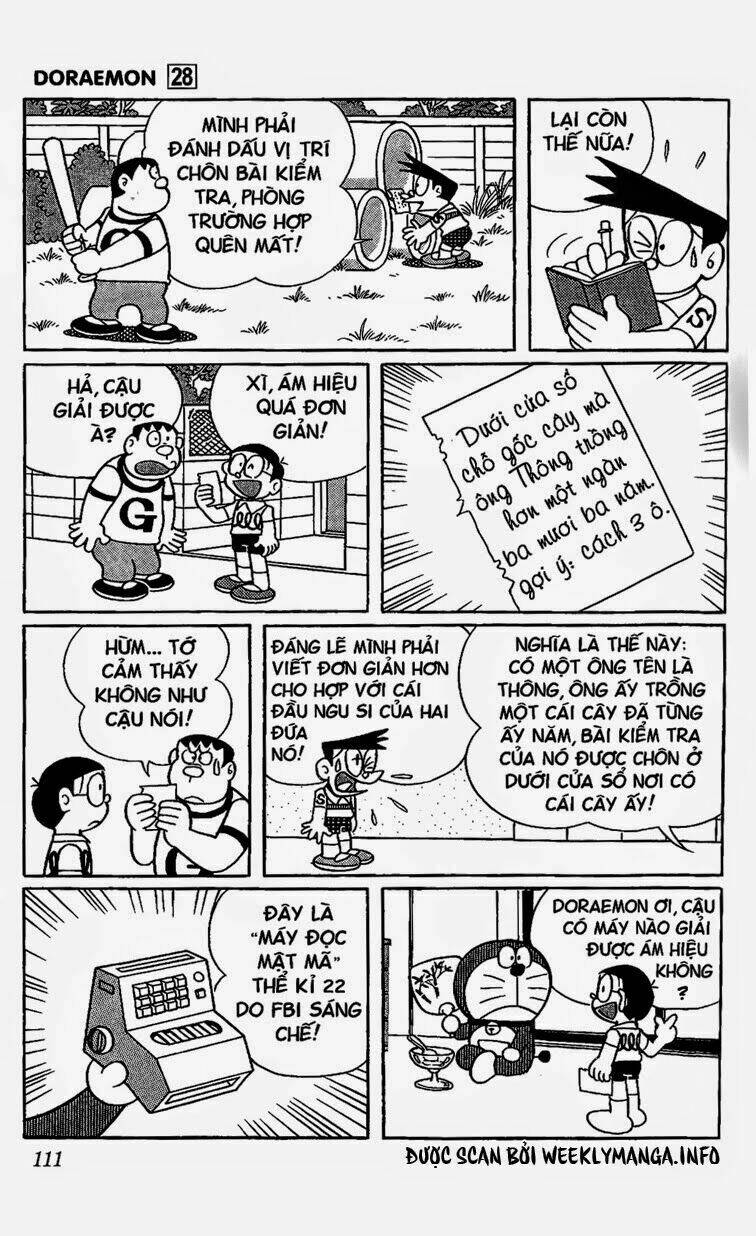 DORAEMON 28
LẠI CÒN
THẾ NỮA!
MÌNH PHẢI
ĐÁNH DẤU VỊ TRÍ
CHÔN BÀI KIỂM
TRA, PHÒNG
TRƯỜNG HỢP
QUÊN MẤT!
G
S
Dưới cửa sổ
chỗ gốc cây mà
ông Thông trồng
hơn một ngàn
ba mươi ba năm.
gợi ý: cách 3 ô.
XÌ, ÁM HIỆU
QUÁ ĐƠN
GIẢN!
HẢ, CẬU
GIẢI ĐƯỢC
À?
G
NGHĨA LÀ THẾ NÀY:
CÓ MỘT ÔNG TÊN LÀ
THÔNG, ÔNG ẤY TRỒNG
MỘT CÁI CÂY ĐÃ TỪNG
ẤY NĂM, BÀI KIỂM TRA
CỦA NÓ ĐƯỢC CHÔN Ở
DƯỚI CỬA SỔ NƠI CÓ
CÁI CÂY ẤY!
ĐÁNG LẼ MÌNH PHẢI
VIẾT ĐƠN GIẢN HƠN
CHO HỢP VỚI CÁI
ĐẦU NGU SI CỦA HAI
ĐỨA
NÓ!
S
HỪM... TỚ
CẢM THẤY
KHÔNG NHƯ
CẬU NÓI!
DORAEMON ƠI, CẬU
CÓ MÁY NÀO GIẢI
ĐƯỢC ÁM HIỆU
KHÔNG
?
ĐÂY LÀ
"MÁY ĐỌC
MẬT MÃ"
THẾ KỈ 22
DO FBI SÁNG
CHẾ!
111
ĐƯỢC SCAN BỞI WEEKLYMANGA.INFO